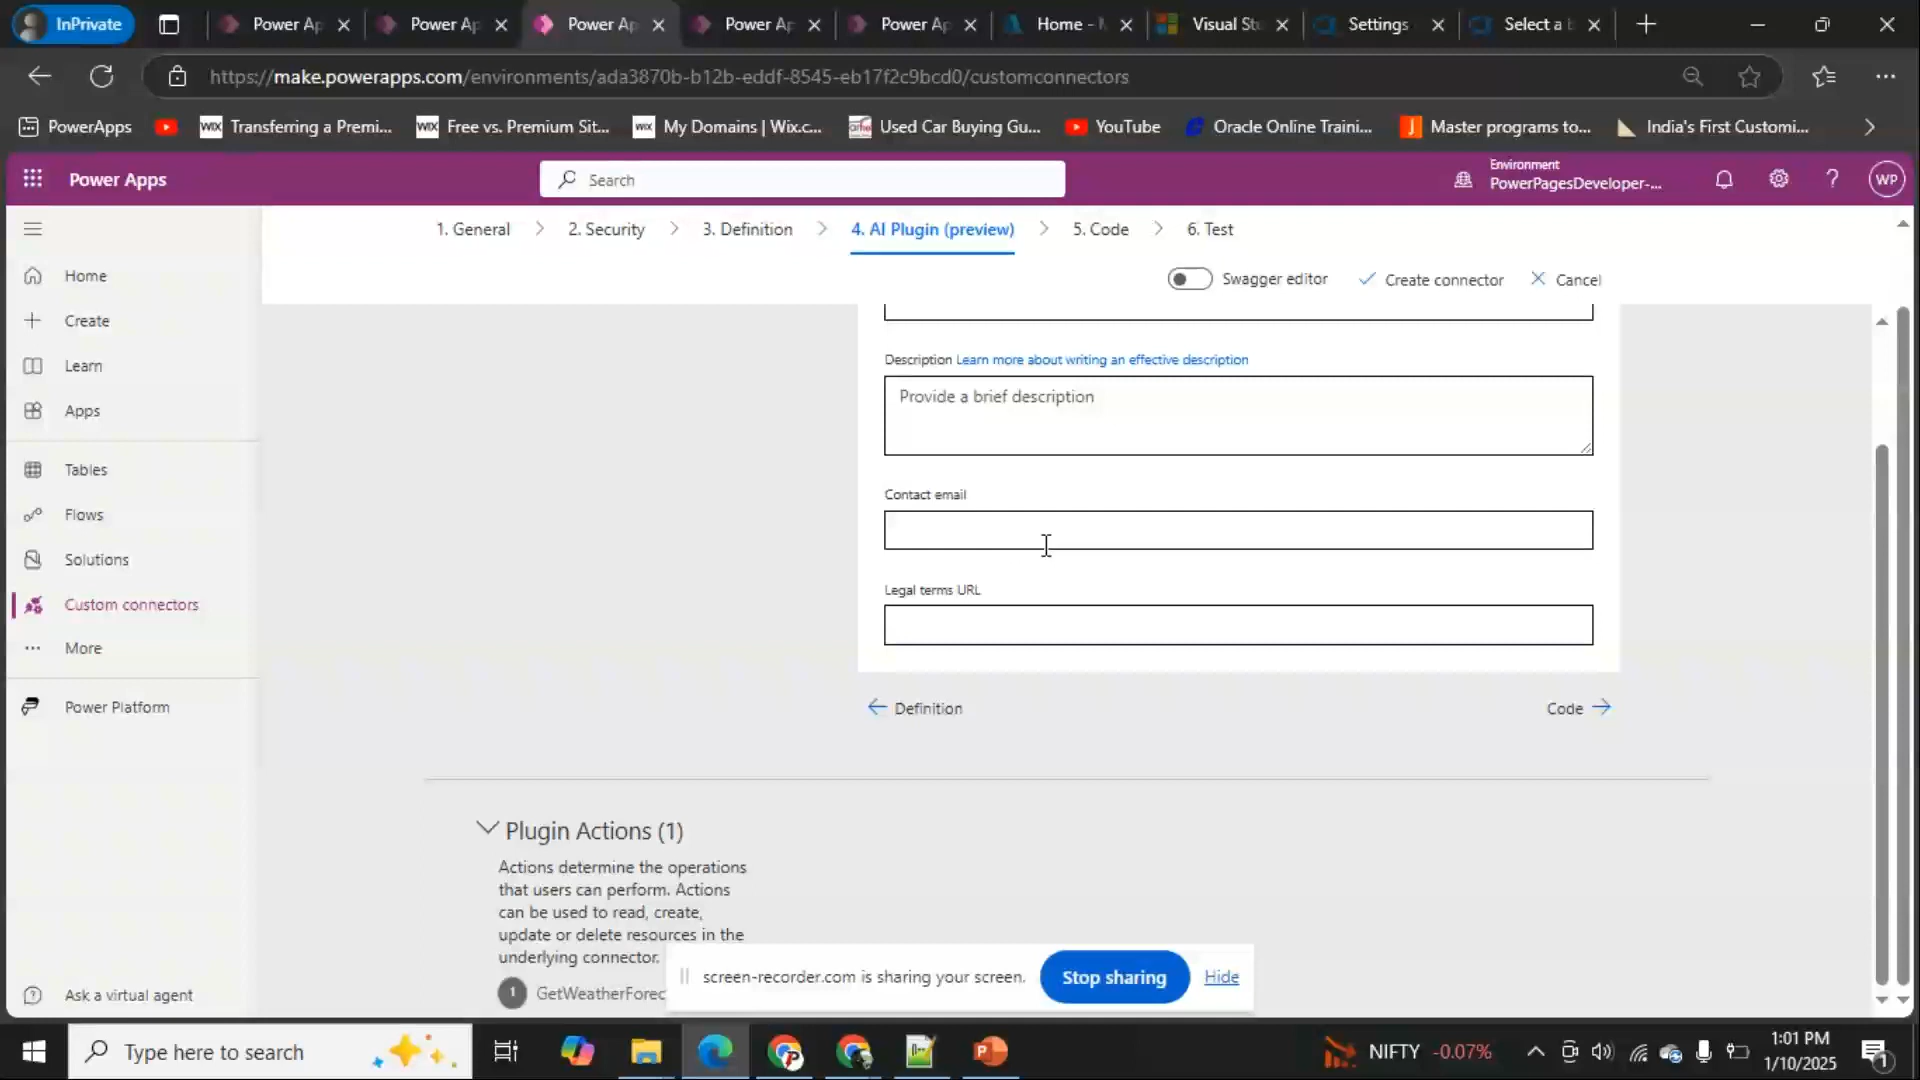 InPrivate
Power Ap
Power Ap
Power Ap
Power Ap
Power Ap
Home - M
Visual Stu
Settings
Select a b
https://make.powerapps.com/environments/ada3870b-b12b-eddf-8545-eb17f2c9bcd0/customconnectors
PowerApps
WIX Transferring a Premi...
WIX Free vs. Premium Sit...
WIX My Domains | Wix.c...
Used Car Buying Gu...
YouTube
Oracle Online Traini...
Master programs to...
India's First Customi...
Power Apps
Search
Environment
PowerPagesDeveloper-...
WP
1. General
2. Security
3. Definition
4. AI Plugin (preview)
5. Code
6. Test
Swagger editor
Create connector
Cancel
Home
Create
Learn
Apps
Tables
Flows
Solutions
Custom connectors
More
Power Platform
Ask a virtual agent
Description Learn more about writing an effective description
Provide a brief description
Contact email
Legal terms URL
Definition
Code
Plugin Actions (1)
Actions determine the operations
that users can perform. Actions
can be used to read, create,
update or delete resources in the
underlying connector.
1 GetWeatherForec
screen-recorder.com is sharing your screen.
Stop sharing
Hide
Type here to search
NIFTY -0.07%
1:01 PM
1/10/2025
1